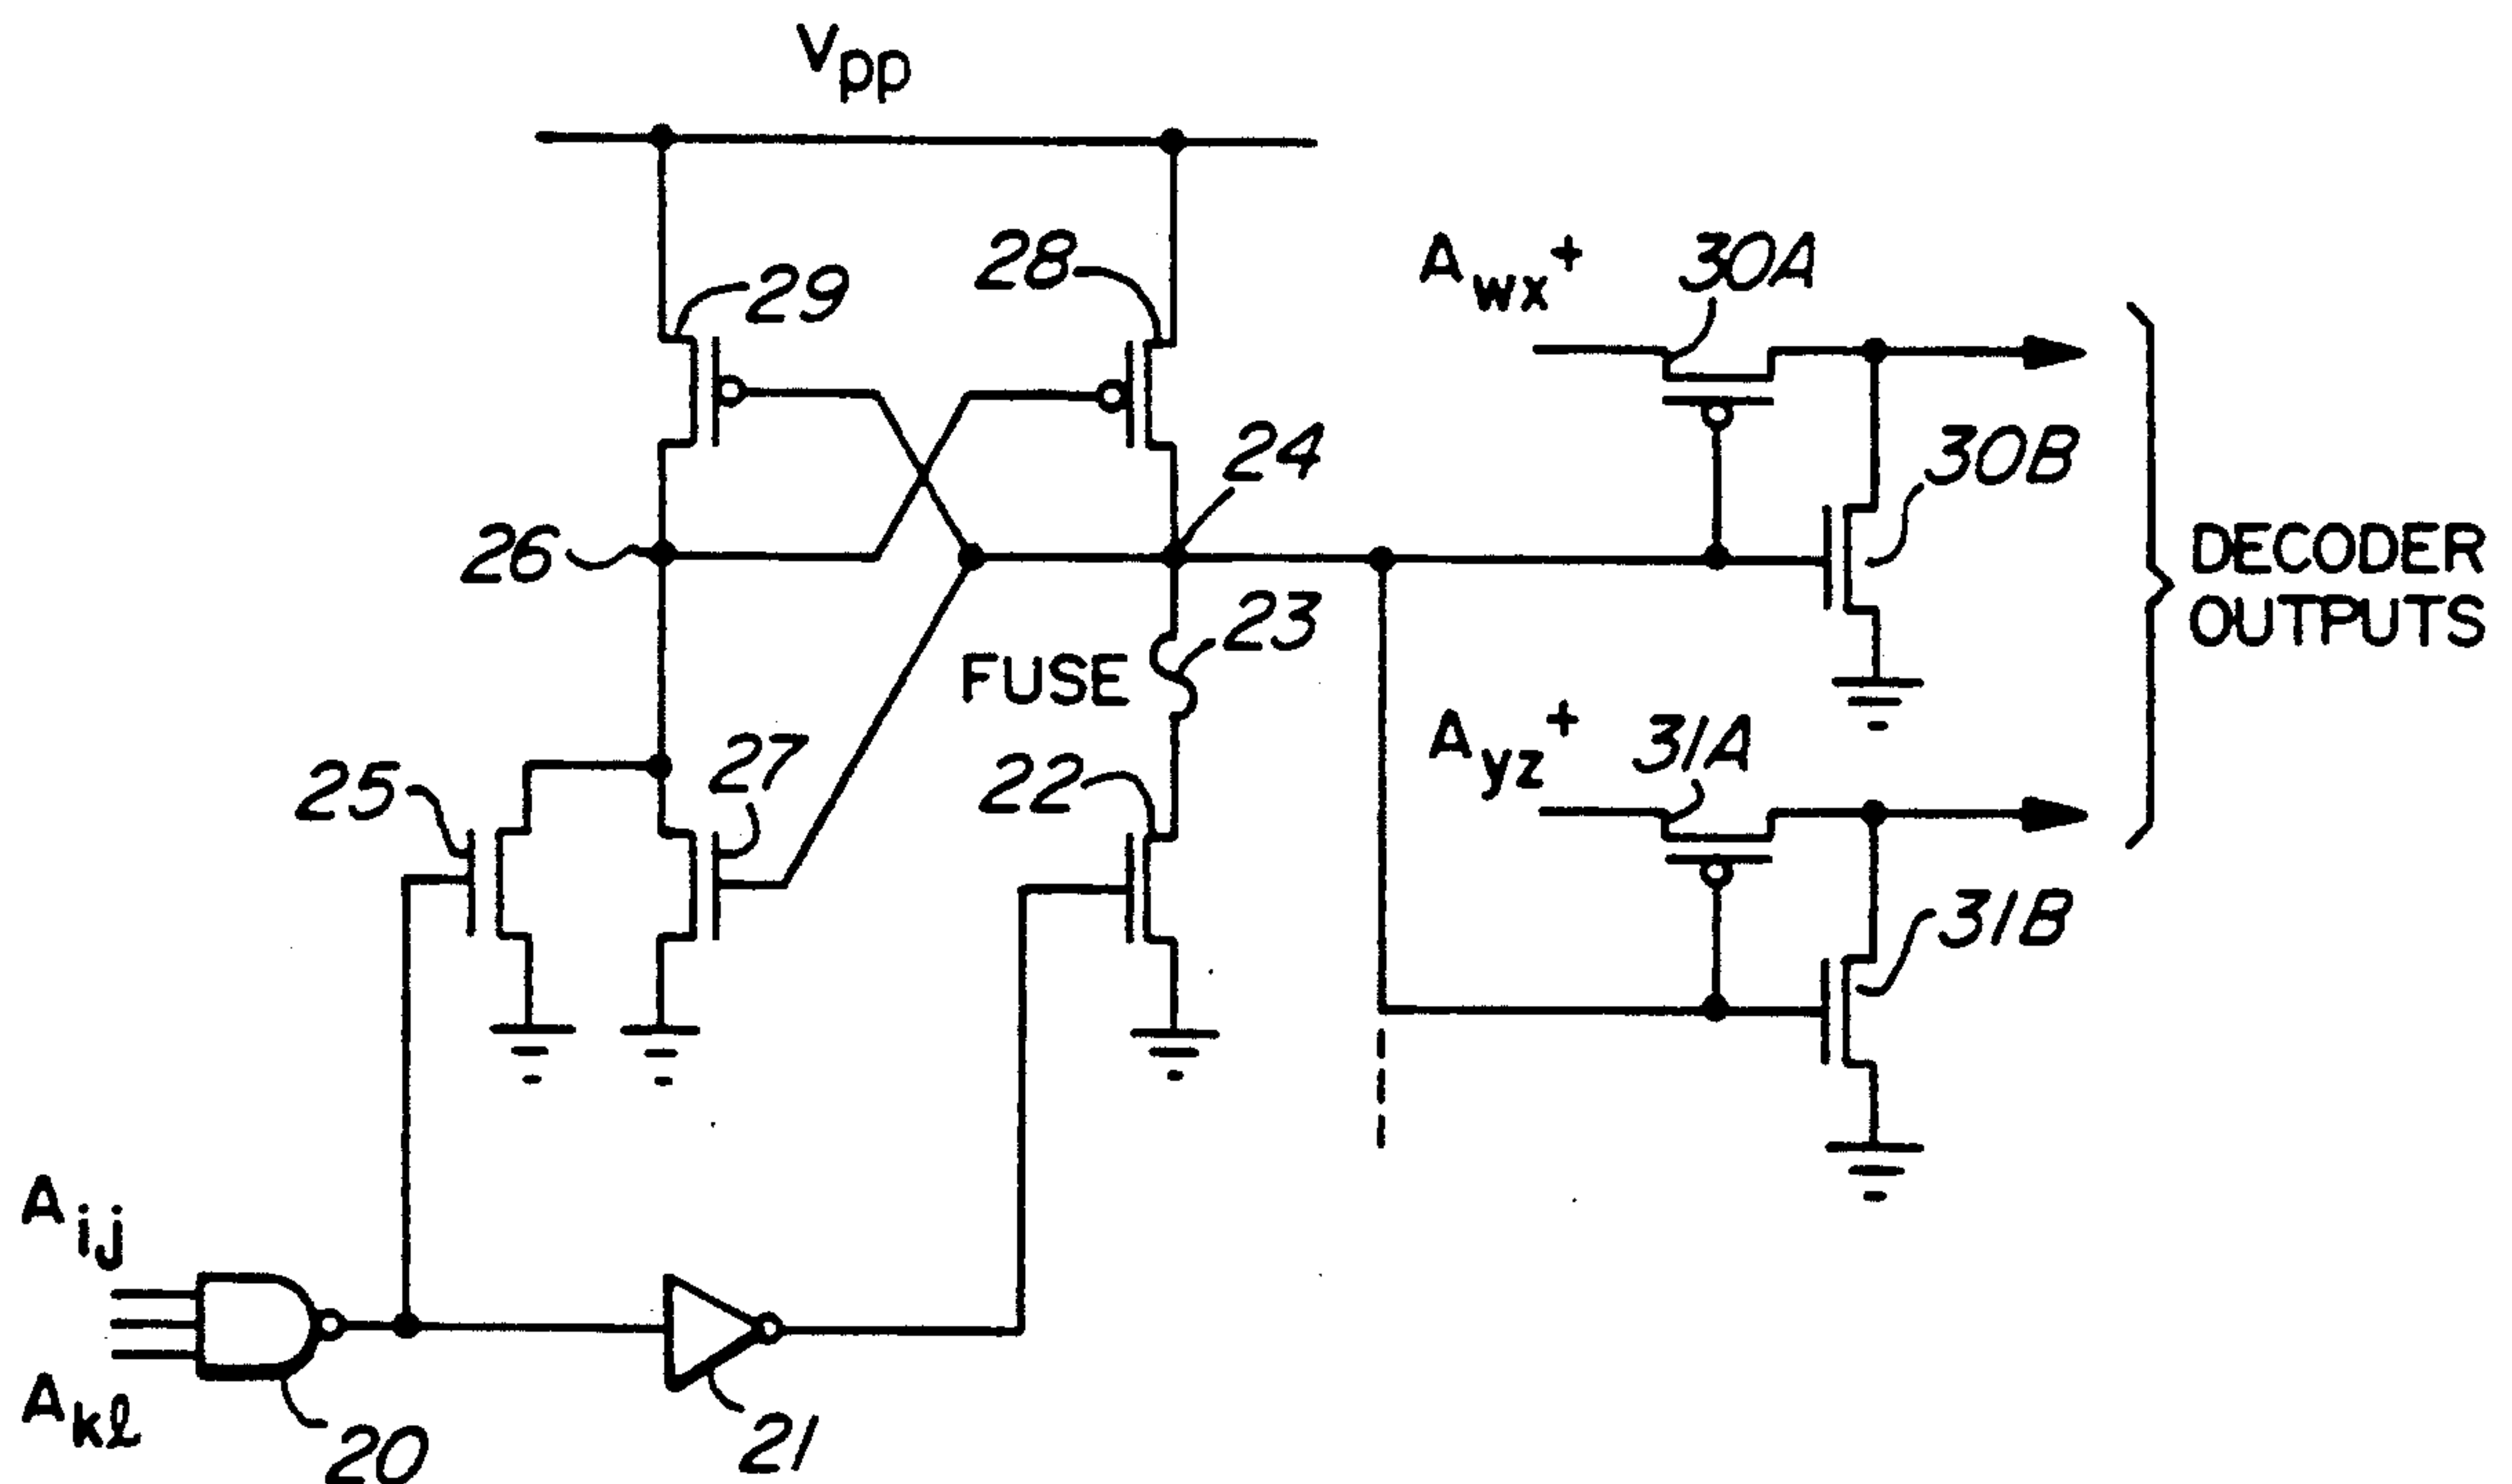 Vpp
29
28
Awx+
30A
24
30B
26
DECODER
OUTPUTS
23
FUSE
Ayz+
31A
25
27
22
31B
Aij
Akℓ
20
21